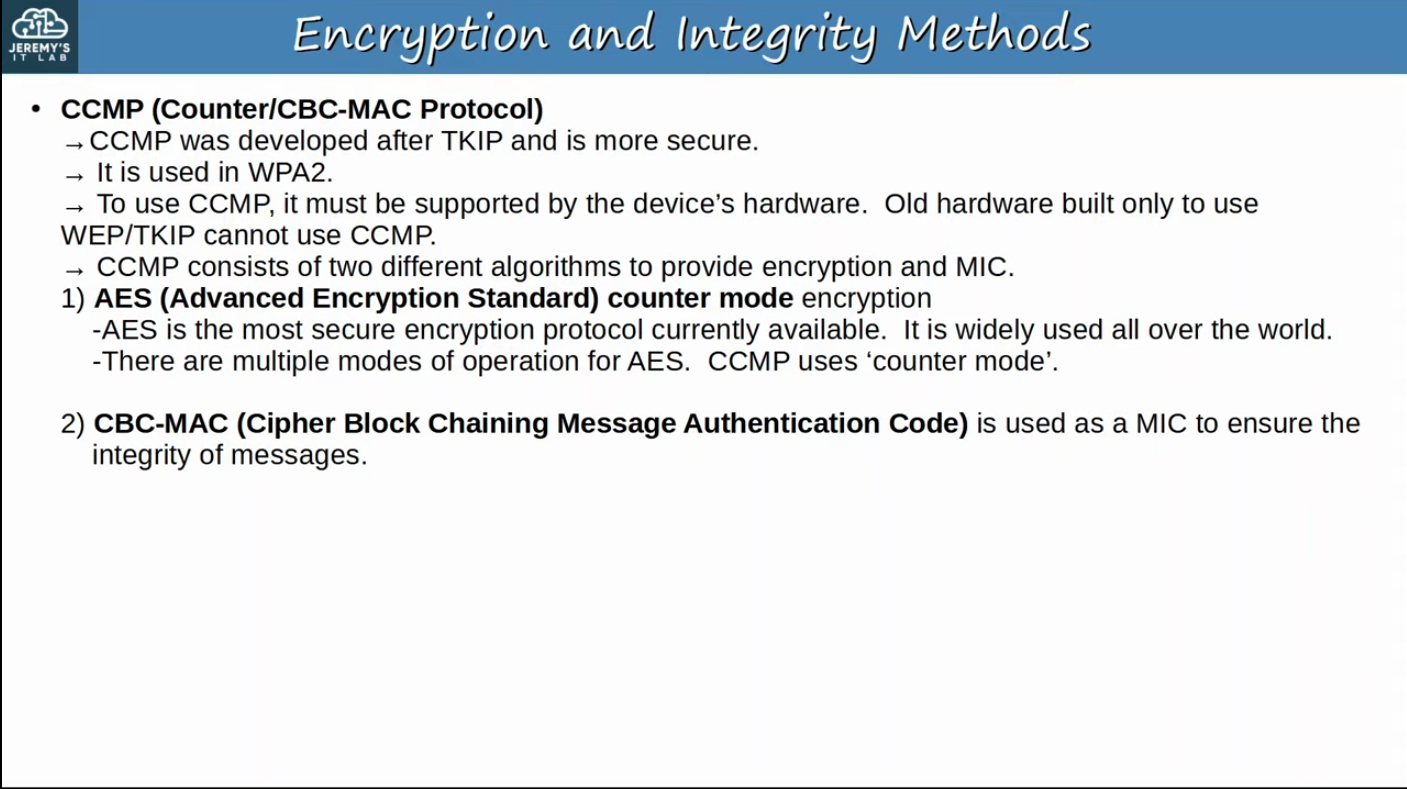 JEREMY'S
IT LAB
Encryption and Integrity Methods
• CCMP (Counter/CBC-MAC Protocol)
→CCMP was developed after TKIP and is more secure.
→ It is used in WPA2.
→ To use CCMP, it must be supported by the device’s hardware.  Old hardware built only to use
WEP/TKIP cannot use CCMP.
→ CCMP consists of two different algorithms to provide encryption and MIC.
1) AES (Advanced Encryption Standard) counter mode encryption
-AES is the most secure encryption protocol currently available.  It is widely used all over the world.
-There are multiple modes of operation for AES.  CCMP uses ‘counter mode’.
2) CBC-MAC (Cipher Block Chaining Message Authentication Code) is used as a MIC to ensure the
integrity of messages.